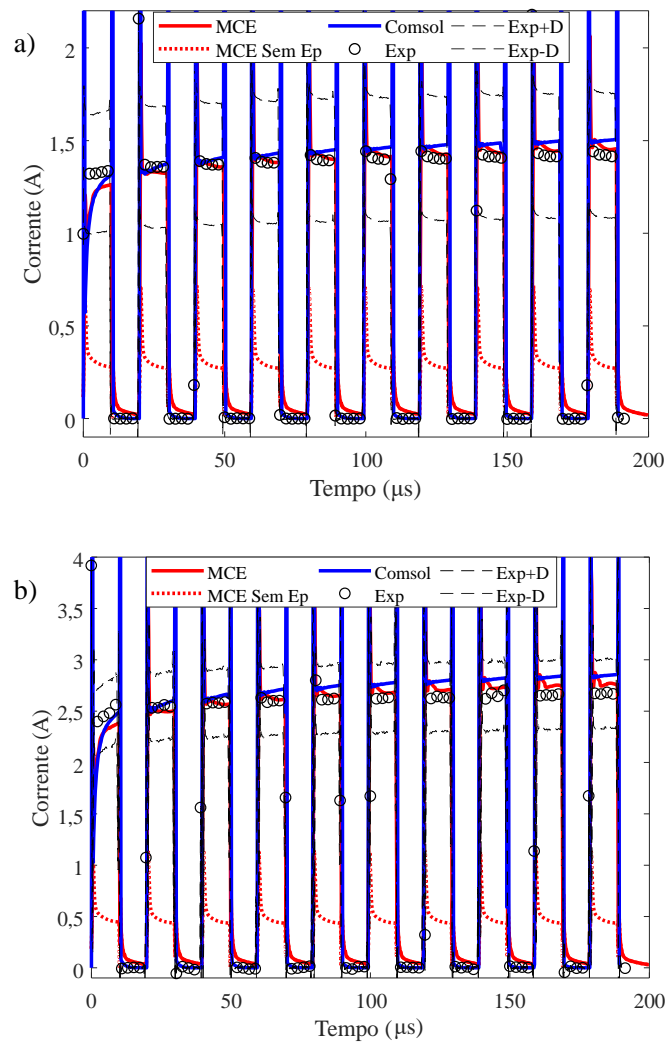 a)
MCE Comsol Exp+D
MCE Sem Ep Exp Exp-D
2
1,5
1
0,5
0
Corrente (A)
0 50 100 150 200
Tempo (μs)
b)
MCE Comsol Exp+D
MCE Sem Ep Exp Exp-D
4
3,5
3
2,5
2
1,5
1
0,5
0
Corrente (A)
0 50 100 150 200
Tempo (μs)